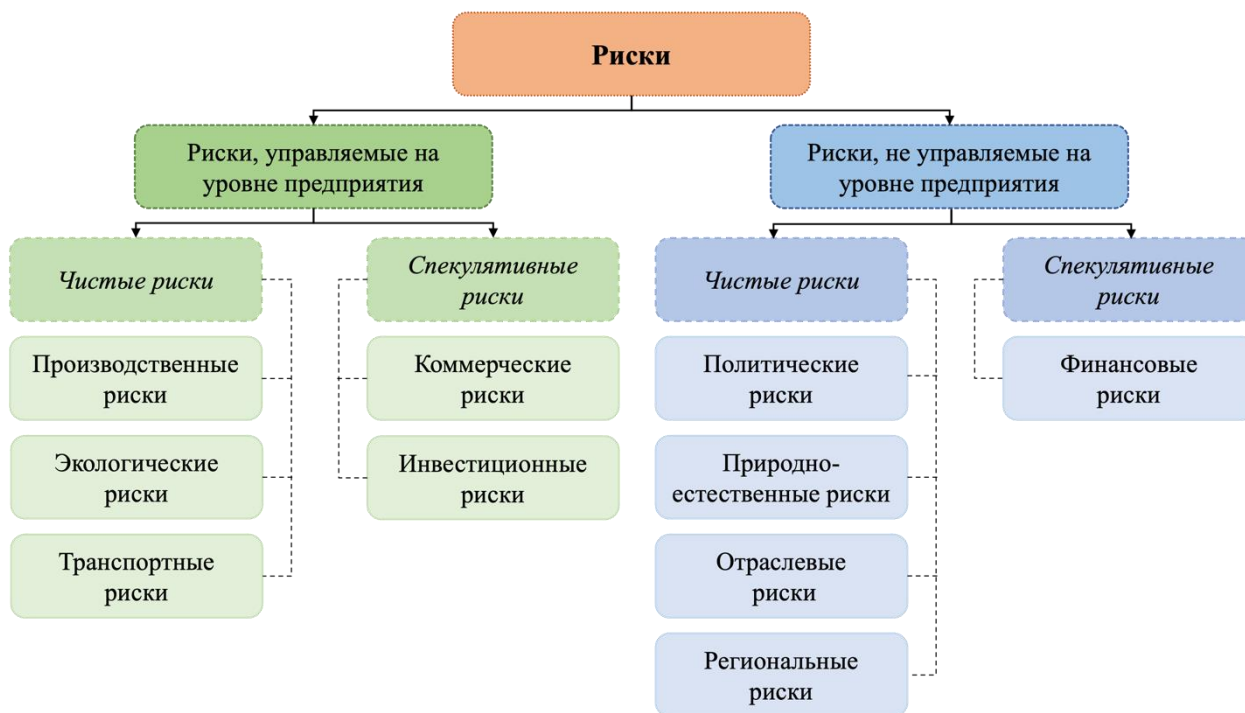 Риски
Риски, управляемые на
уровне предприятия
Риски, не управляемые на
уровне предприятия
Чистые риски
Спекулятивные
риски
Чистые риски
Спекулятивные
риски
Производственные
риски
Коммерческие
риски
Политические
риски
Финансовые
риски
Экологические
риски
Инвестиционные
риски
Природно-
естественные риски
Транспортные
риски
Отраслевые
риски
Региональные
риски